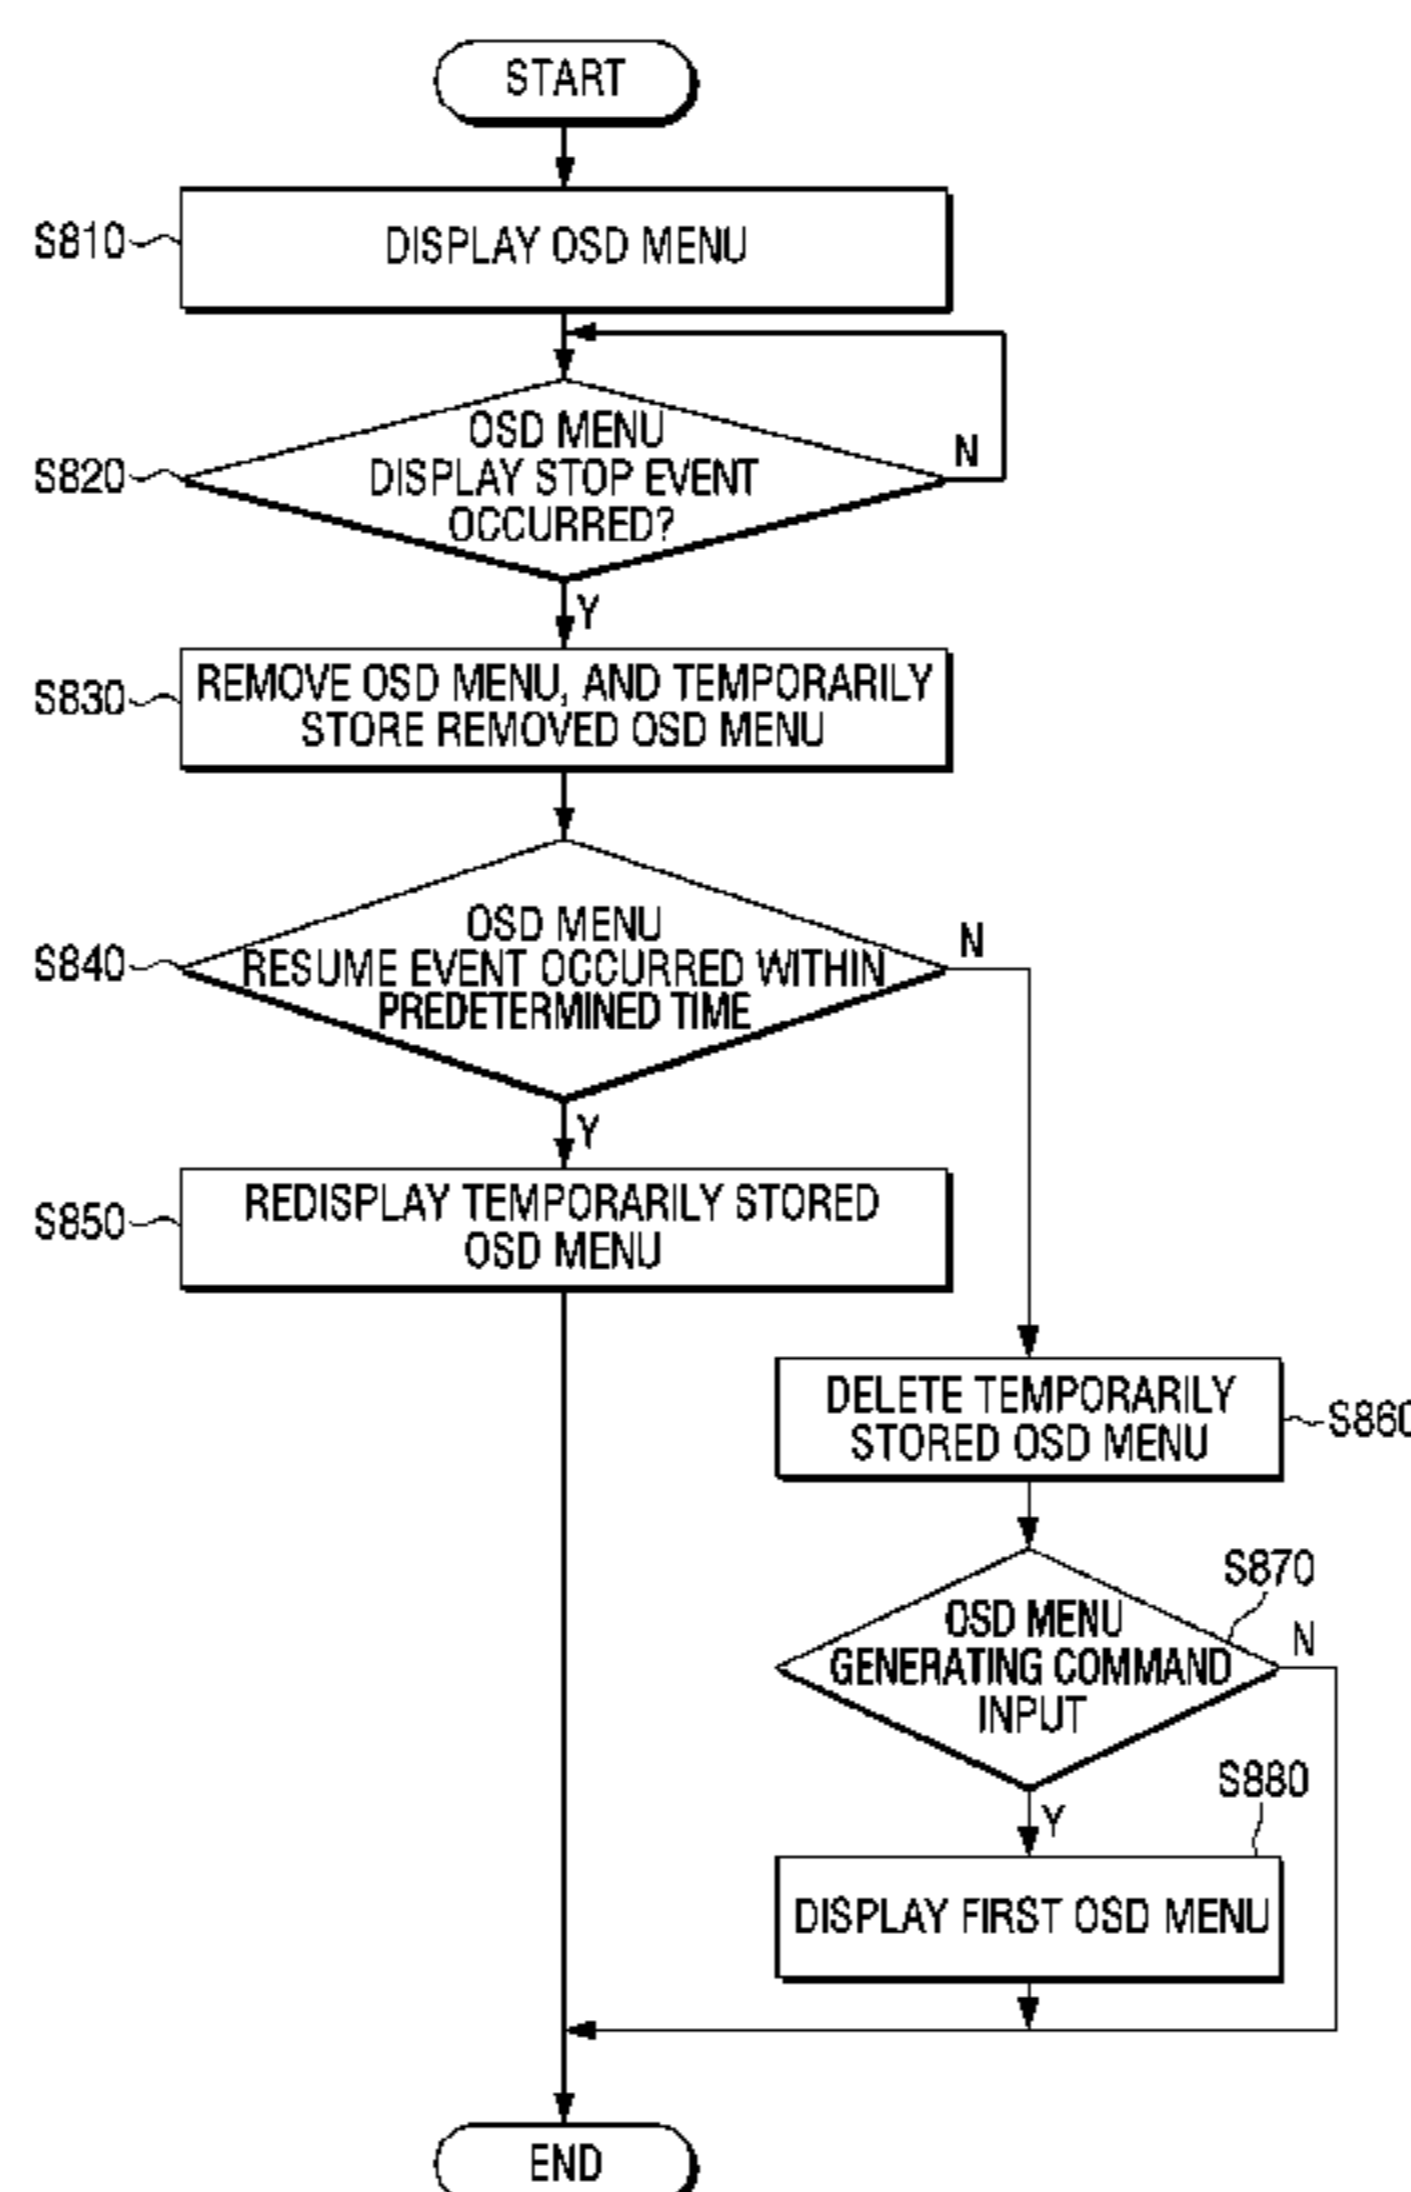 START
S810
DISPLAY OSD MENU
OSD MENU
DISPLAY STOP EVENT
OCCURRED?
S820
N
Y
S830
REMOVE OSD MENU, AND TEMPORARILY
STORE REMOVED OSD MENU
OSD MENU
RESUME EVENT OCCURRED WITHIN
PREDETERMINED TIME
S840
N
Y
S850
REDISPLAY TEMPORARILY STORED
OSD MENU
DELETE TEMPORARILY
STORED OSD MENU
S860
S870
OSD MENU
GENERATING COMMAND
INPUT
N
Y
S880
DISPLAY FIRST OSD MENU
END